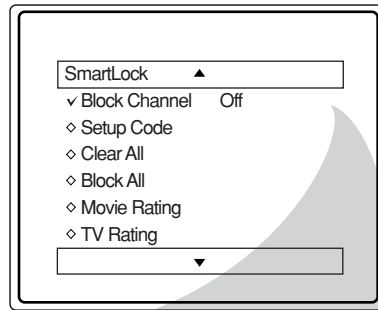 SmartLock
Block Channel Off
Setup Code
Clear All
Block All
Movie Rating
TV Rating